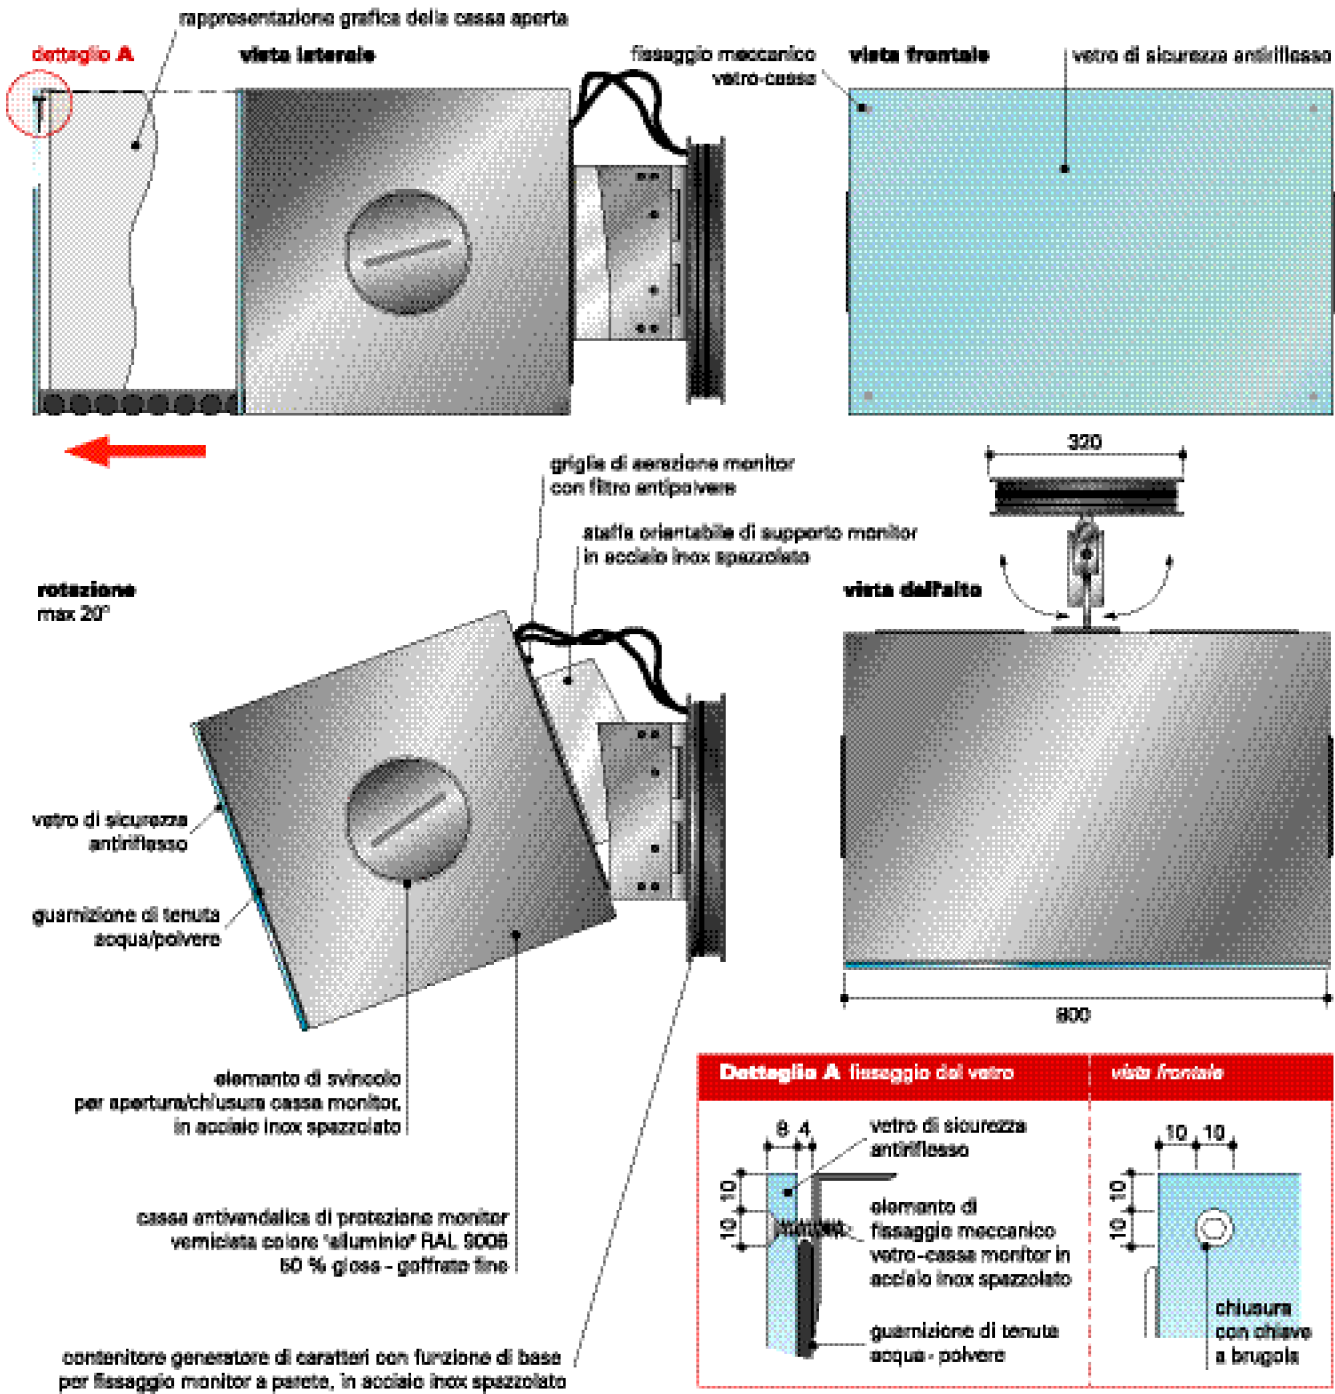 rappresentazione grafica della cassa aperta
dettaglio A
vista laterale
fissaggio meccanico
vetro-cassa
vista frontale
vetro di sicurezza antiriflesso
320
griglia di aerazione monitor
con filtro antipolvere
staffa orientabile di supporto monitor
in acciaio inox spazzolato
rotazione
max 20°
vista dall'alto
vetro di sicurezza
antiriflesso
guarnizione di tenuta
acqua/polvere
800
elemento di svincolo
per apertura/chiusura cassa monitor,
in acciaio inox spazzolato
cassa antivandalica di protezione monitor
verniciata colore "alluminio" RAL 9006
50 % gloss - goffrato fine
contenitore generatore di caratteri con funzione di base
per fissaggio monitor a parete, in acciaio inox spazzolato
Dettaglio A fissaggio del vetro
vista frontale
8 4
vetro di sicurezza
antiriflesso
10
10
elemento di
fissaggio meccanico
vetro-cassa monitor in
acciaio inox spazzolato
guarnizione di tenuta
acqua - polvere
10 10
10
10
chiusura
con chiave
a brugola